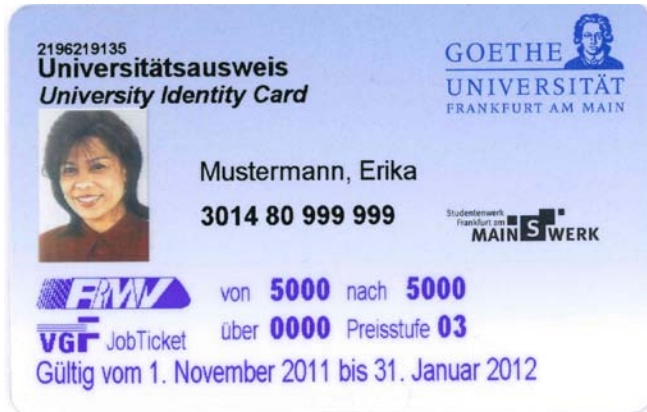 2196219135
Universitätsausweis
University Identity Card
GOETHE
UNIVERSITÄT
FRANKFURT AM MAIN
Mustermann, Erika
3014 80 999 999
Studentenwerk
Frankfurt am
MAIN S WERK
RMV von 5000 nach 5000
VGF JobTicket über 0000 Preisstufe 03
Gültig vom 1. November 2011 bis 31. Januar 2012